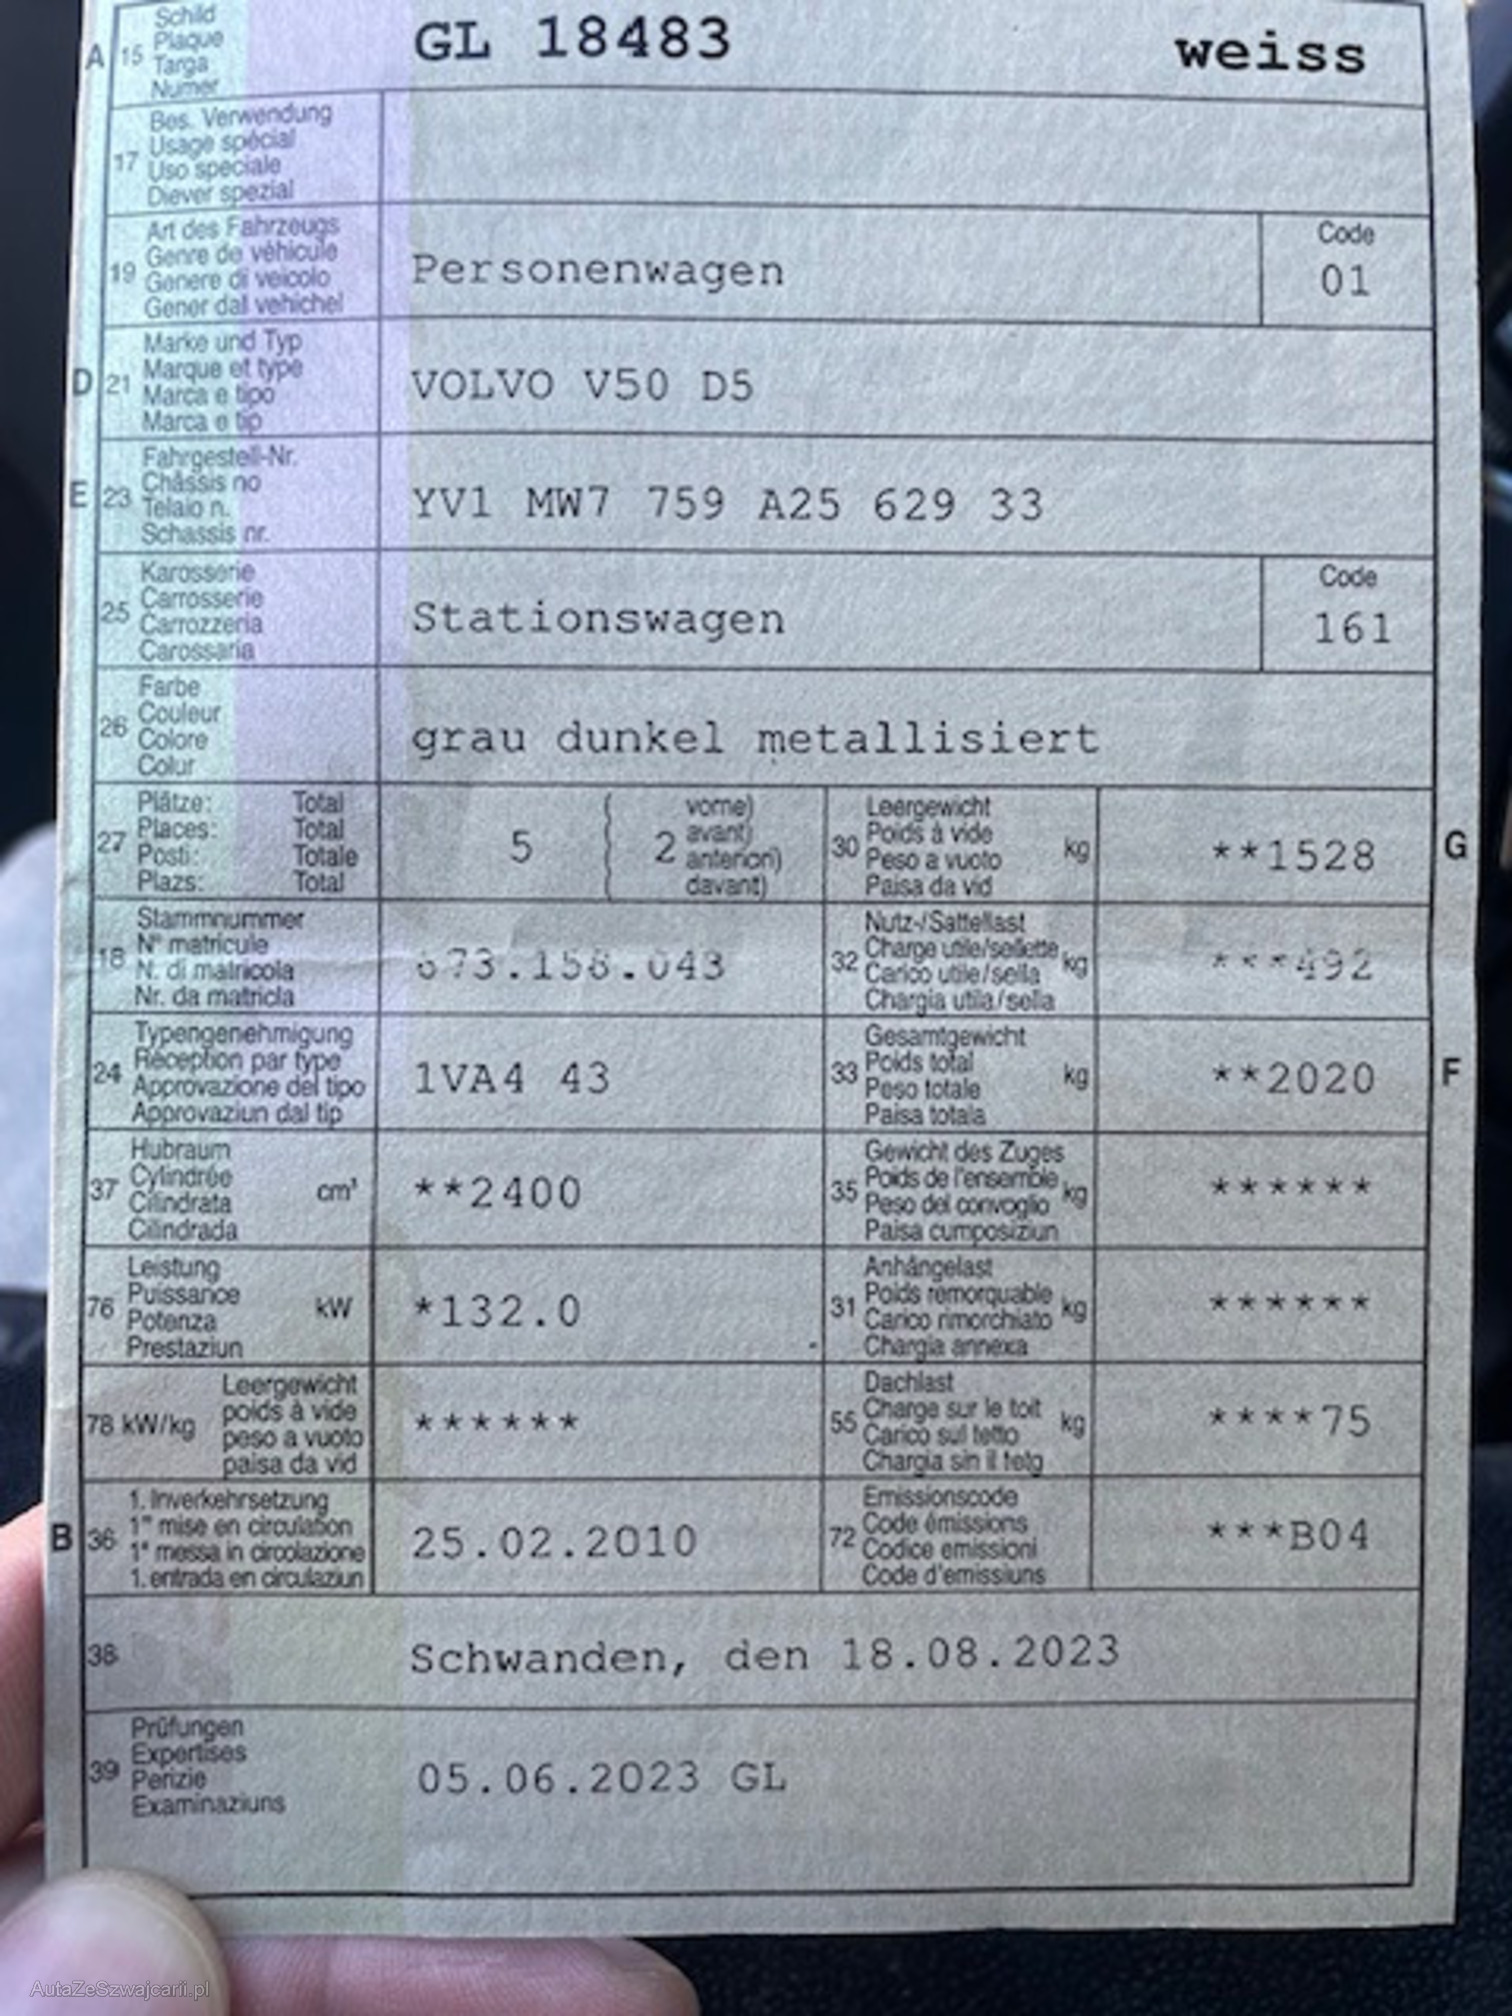 A 15 Schild
Plaque
Targa
Numer
GL 18483 weiss
17 Bes. Verwendung
Usage spécial
Uso speciale
Diever spezial
19 Art des Fahrzeugs
Genre de véhicule
Genere di veicolo
Gener dal vehichel
Personenwagen
Code
01
D 21 Marke und Typ
Marque et type
Marca e tipo
Marca e tip
VOLVO V50 D5
E 23 Fahrgestell-Nr.
Châssis no
Telaio n.
Schassis nr.
YV1 MW7 759 A25 629 33
25 Karosserie
Carrosserie
Carrozzeria
Carossaria
Stationswagen
Code
161
26 Farbe
Couleur
Colore
Colur
grau dunkel metallisiert
27 Plätze: Total
Places: Total
Posti: Totale
Plazs: Total
5 ( 2 vorne)
avant)
anteriori)
davant)
30 Leergewicht
Poids à vide kg
Peso a vuoto
Paisa da vid
**1528 G
18 Stammnummer
N° matricule
N. di matricola
Nr. da matricla
673.158.043
32 Nutz-/Sattellast
Charge utile/sellette kg
Carico utile/sella
Chargia utila/sella
***492
24 Typengenehmigung
Réception par type
Approvazione del tipo
Approvaziun dal tip
1VA4 43
33 Gesamtgewicht
Poids total kg
Peso totale
Paisa totala
**2020 F
37 Hubraum
Cylindrée cm³
Cilindrata
Cilindrada
**2400
35 Gewicht des Zuges
Poids de l'ensemble kg
Peso del convoglio
Paisa cumposiziun
******
76 Leistung
Puissance kW
Potenza
Prestaziun
*132.0
31 Anhängelast
Poids remorquable kg
Carico rimorchiato
Chargia annexa
******
78 kW/kg Leergewicht
poids à vide
peso a vuoto
paisa da vid
******
55 Dachlast
Charge sur le toit kg
Carico sul tetto
Chargia sin il tetg
****75
B 36 1. Inverkehrsetzung
1re mise en circulation
1a messa in circolazione
1. entrada en circulaziun
25.02.2010
72 Emissionscode
Code émissions
Codice emissioni
Code d'emissiuns
***B04
38 Schwanden, den 18.08.2023
39 Prüfungen
Expertises
Perizie
Examinaziuns
05.06.2023 GL
AutaZeSzwajcarii.pl